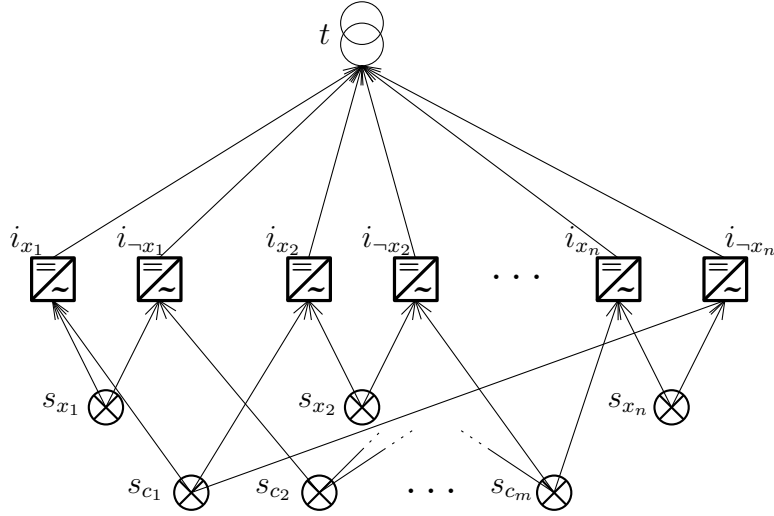 t
i_{x_1} i_{¬x_1} i_{x_2} i_{¬x_2} i_{x_n} i_{¬x_n}
· · ·
s_{x_1} s_{x_2} s_{x_n}
s_{c_1} s_{c_2} · · · s_{c_m}